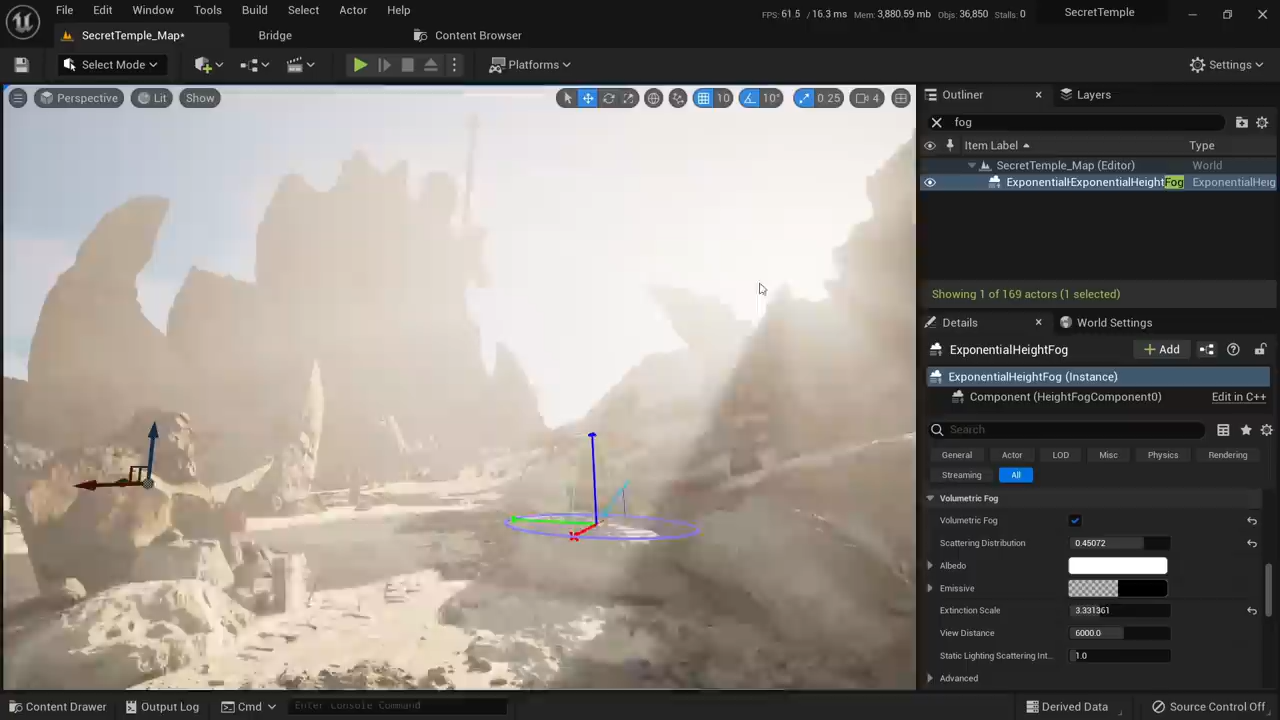 File Edit Window Tools Build Select Actor Help
FPS: 61.5 / 16.3 ms Mem: 3,880.59 mb Objs: 36,850 Stalls: 0 SecretTemple
SecretTemple_Map* Bridge Content Browser
Select Mode Platforms Settings
Perspective Lit Show 10 10° 0.25 4
Outliner Layers
fog
Item Label Type
SecretTemple_Map (Editor) World
ExponentialHExponentialHeightFog ExponentialHeig
Showing 1 of 169 actors (1 selected)
Details World Settings
ExponentialHeightFog Add
ExponentialHeightFog (Instance)
Component (HeightFogComponent0) Edit in C++
Search
General Actor LOD Misc Physics Rendering
Streaming All
Volumetric Fog
Volumetric Fog
Scattering Distribution 0.45072
Albedo
Emissive
Extinction Scale 3.331361
View Distance 6000.0
Static Lighting Scattering Int... 1.0
Advanced
Content Drawer Output Log Cmd Enter Console Command Derived Data Source Control Off